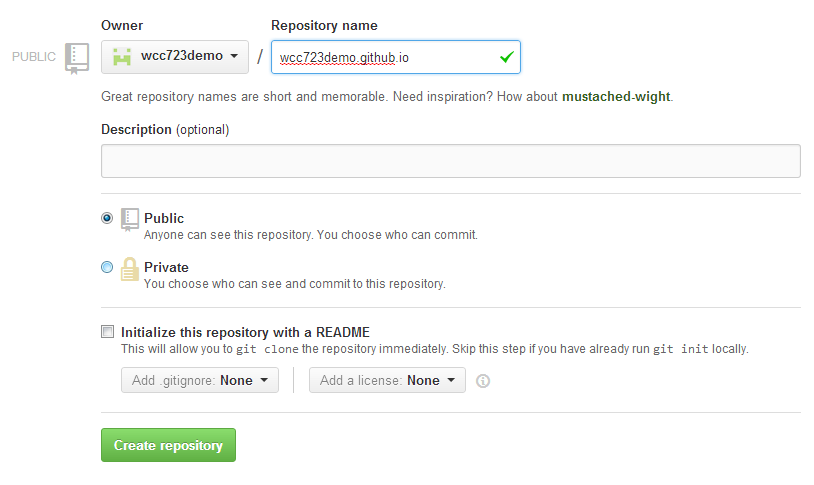 Owner Repository name
PUBLIC wcc723demo / wcc723demo.github.io
Great repository names are short and memorable. Need inspiration? How about mustached-wight.
Description (optional)
Public
Anyone can see this repository. You choose who can commit.
Private
You choose who can see and commit to this repository.
Initialize this repository with a README
This will allow you to git clone the repository immediately. Skip this step if you have already run git init locally.
Add .gitignore: None Add a license: None
Create repository